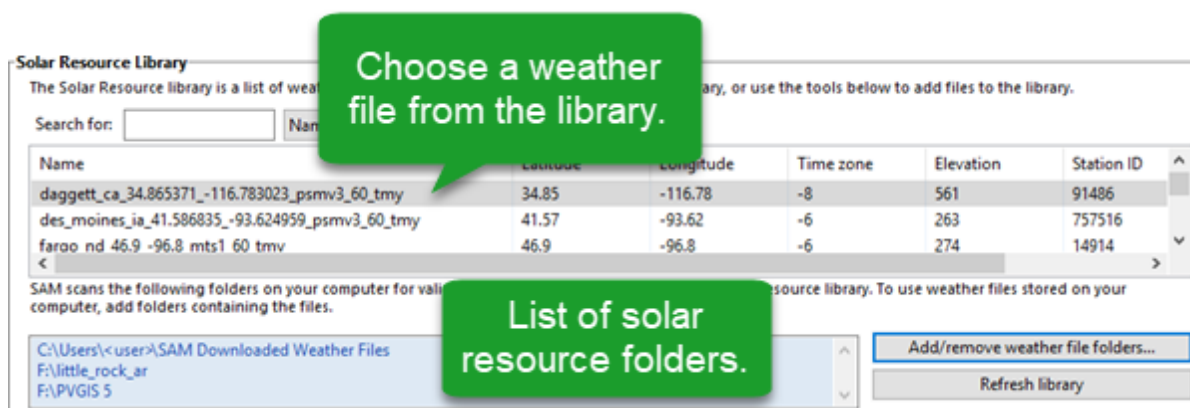 Choose a weather
file from the library.
Solar Resource Library
The Solar Resource library is a list of weat ary, or use the tools below to add files to the library.
Search for: Nam
Name Latitude Longitude Time zone Elevation Station ID
daggett_ca_34.865371_-116.783023_psmv3_60_tmy 34.85 -116.78 -8 561 91486
des_moines_ia_41.586835_-93.624959_psmv3_60_tmy 41.57 -93.62 -6 263 757516
fargo_nd_46.9_-96.8_mts1_60_tmy 46.9 -96.8 -6 274 14914
SAM scans the following folders on your computer for vali source library. To use weather files stored on your
computer, add folders containing the files.
List of solar
resource folders.
C:\Users\<user>\SAM Downloaded Weather Files
F:\little_rock_ar
F:\PVGIS 5
Add/remove weather file folders...
Refresh library